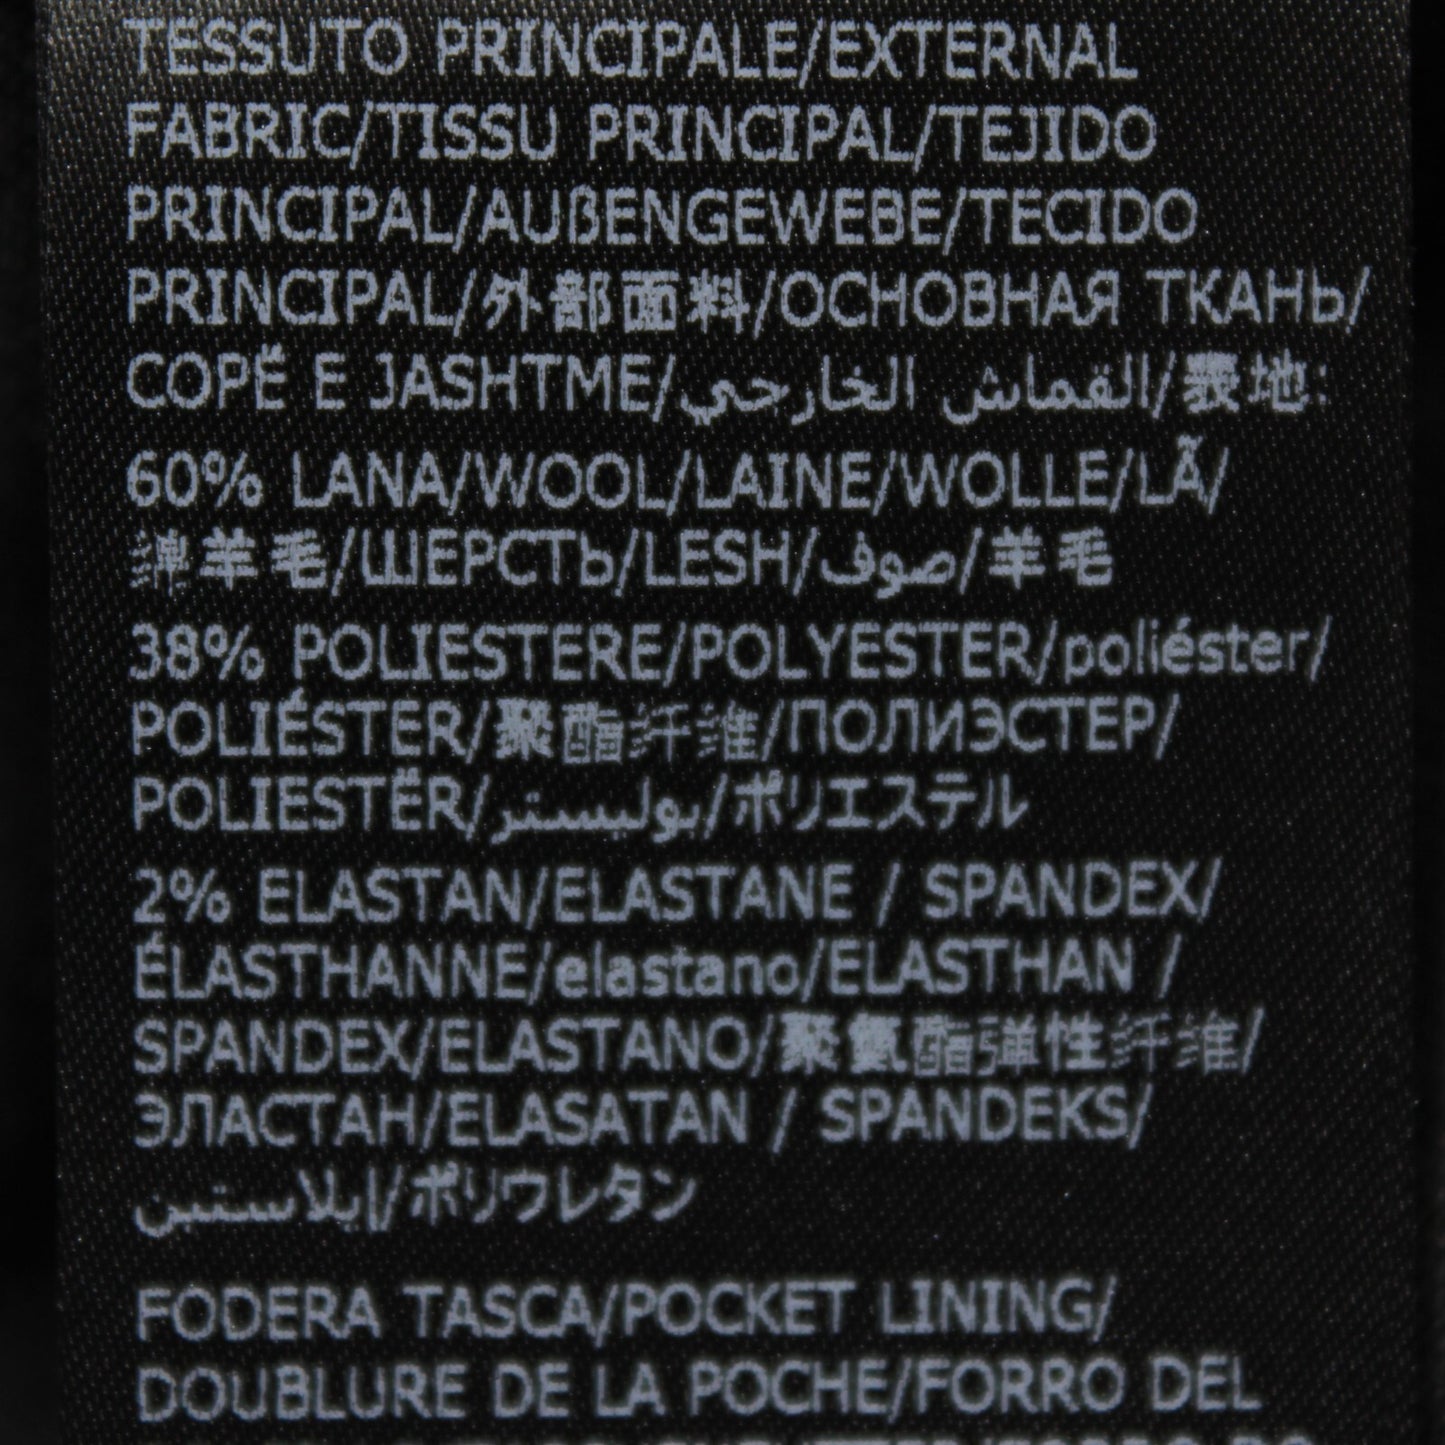 TESSUTO PRINCIPALE/EXTERNAL
FABRIC/TISSU PRINCIPAL/TEJIDO
PRINCIPAL/AUßENGEWEBE/TECIDO
PRINCIPAL/外部面料/ОСНОВНАЯ ТКАНЬ/
COPË E JASHTME/القماش الخارجي/表地:
60% LANA/WOOL/LAINE/WOLLE/LÃ/
绵羊毛/ШЕРСТЬ/LESH/صوف/羊毛
38% POLIESTERE/POLYESTER/poliéster/
POLIÉSTER/聚酯纤维/ПОЛИЭСТЕР/
POLIESTËR/بوليستر/ポリエステル
2% ELASTAN/ELASTANE / SPANDEX/
ÉLASTHANNE/elastano/ELASTHAN /
SPANDEX/ELASTANO/聚氨酯弹性纤维/
ЭЛАСТАН/ELASATAN / SPANDEKS/
إيلاستين/ポリウレタン
FODERA TASCA/POCKET LINING/
DOUBLURE DE LA POCHE/FORRO DEL